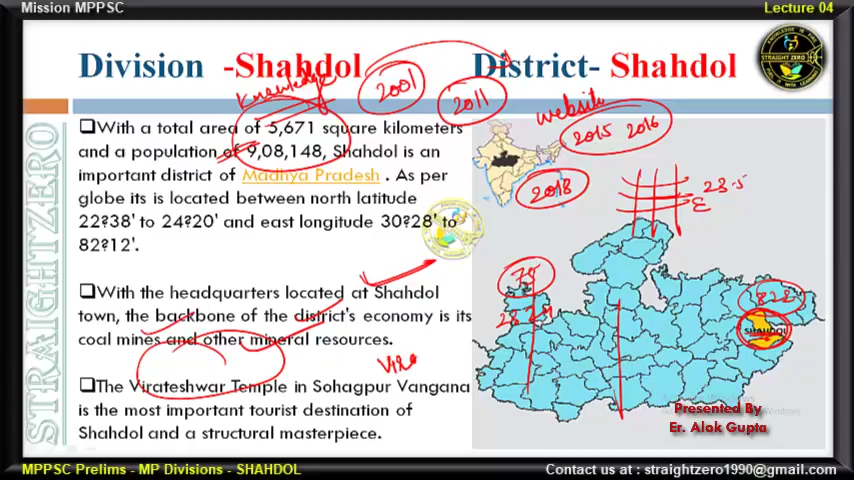 Mission MPPSC
Lecture 04
Division -Shahdol
District- Shahdol
Knowledge
2001
2011
website
2015 2016
2018
❑With a total area of 5,671 square kilometers
and a population of 9,08,148, Shahdol is an
important district of Madhya Pradesh . As per
globe its is located between north latitude
22?38' to 24?20' and east longitude 30?28' to
82?12'.
❑With the headquarters located at Shahdol
town, the backbone of the district's economy is its
coal mines and other mineral resources.
❑The Virateshwar Temple in Sohagpur Vangana
is the most important tourist destination of
Shahdol and a structural masterpiece.
23.5
SHAHDOL
STRAIGHTZERO
STRAIGHT ZERO
Presented By
Er. Alok Gupta
MPPSC Prelims - MP Divisions - SHAHDOL
Contact us at : straightzero1990@gmail.com